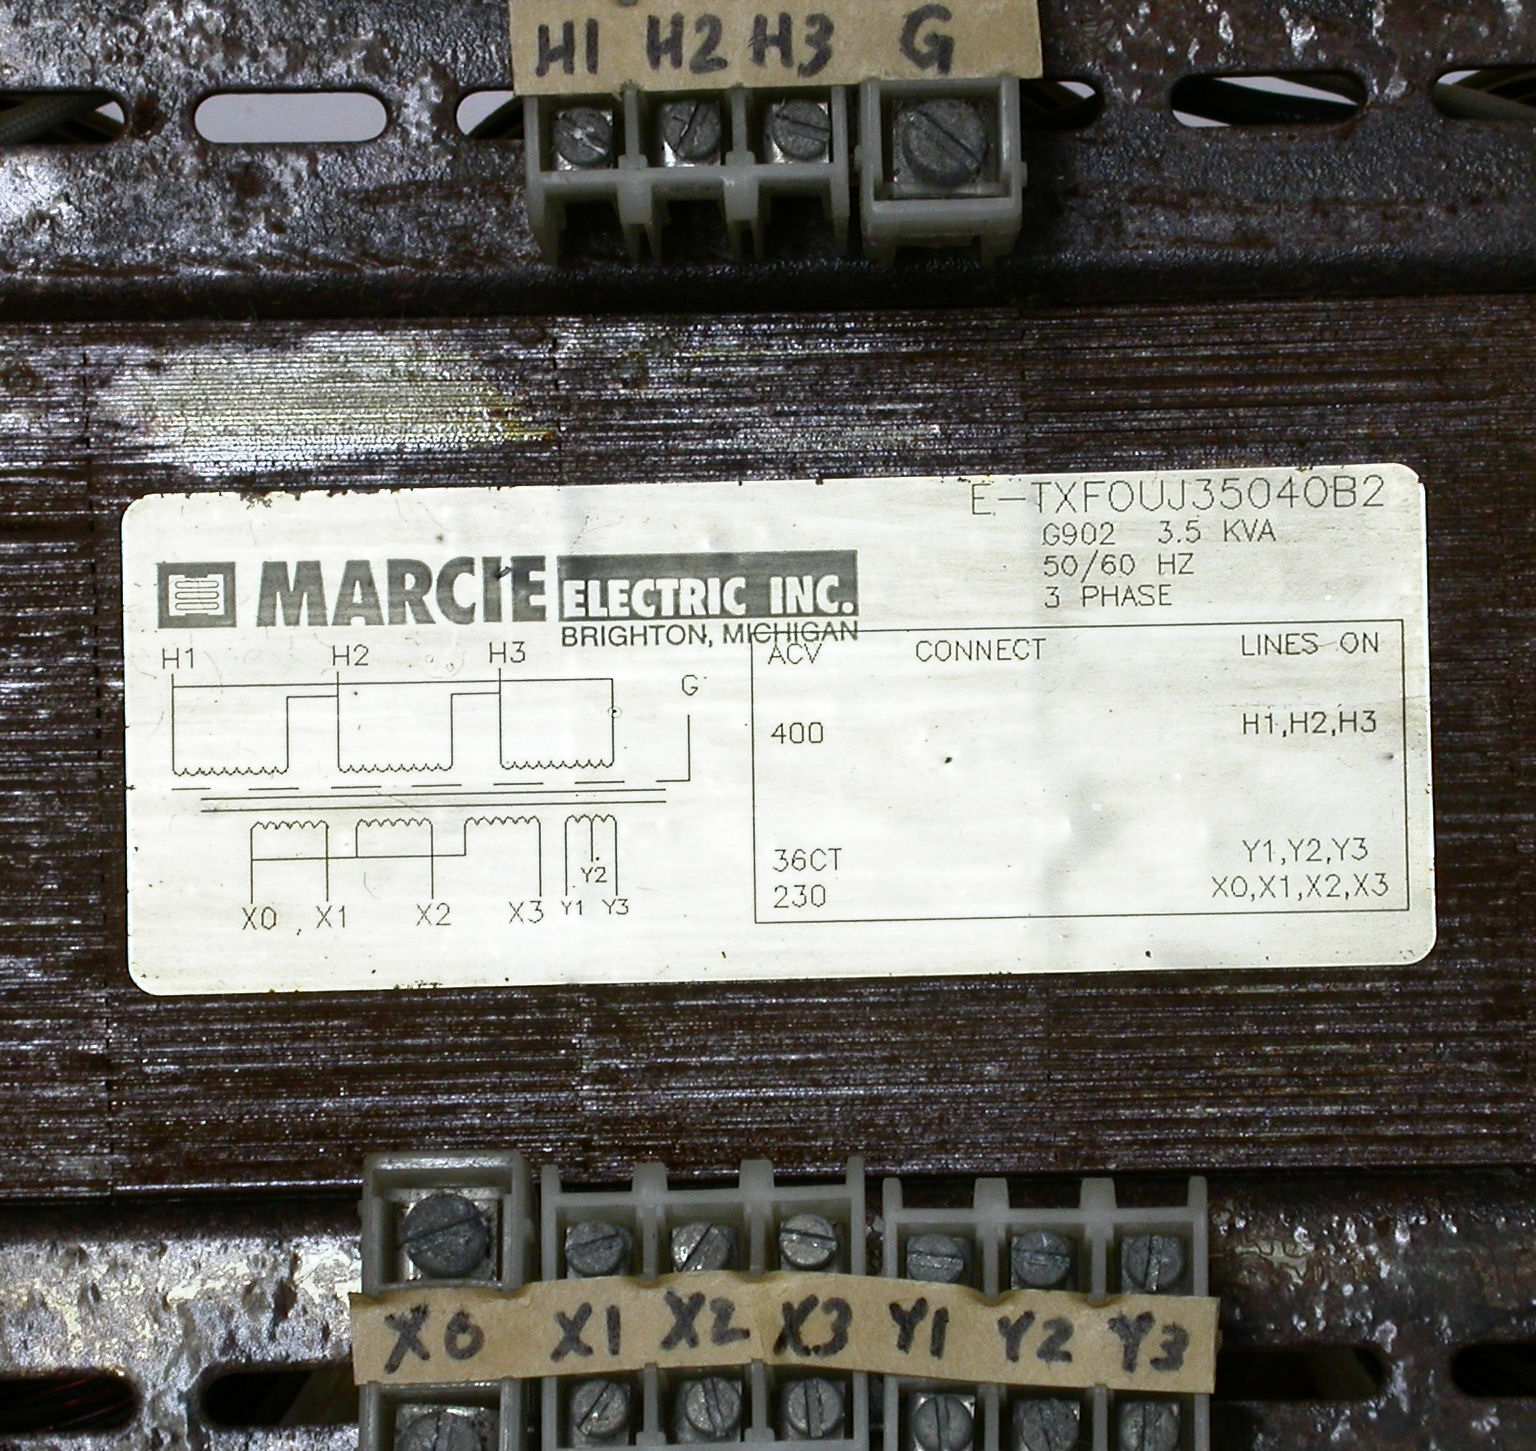 H1 H2 H3 G
E-TXFOUJ35040B2
G902 3.5 KVA
50/60 HZ
3 PHASE
MARCIE ELECTRIC INC.
BRIGHTON, MICHIGAN
H1 H2 H3 G
ACV CONNECT LINES ON
400 H1,H2,H3
36CT Y1,Y2,Y3
230 X0,X1,X2,X3
Y2
X0 X1 X2 X3 Y1 Y3
X0 X1 X2 X3 Y1 Y2 Y3